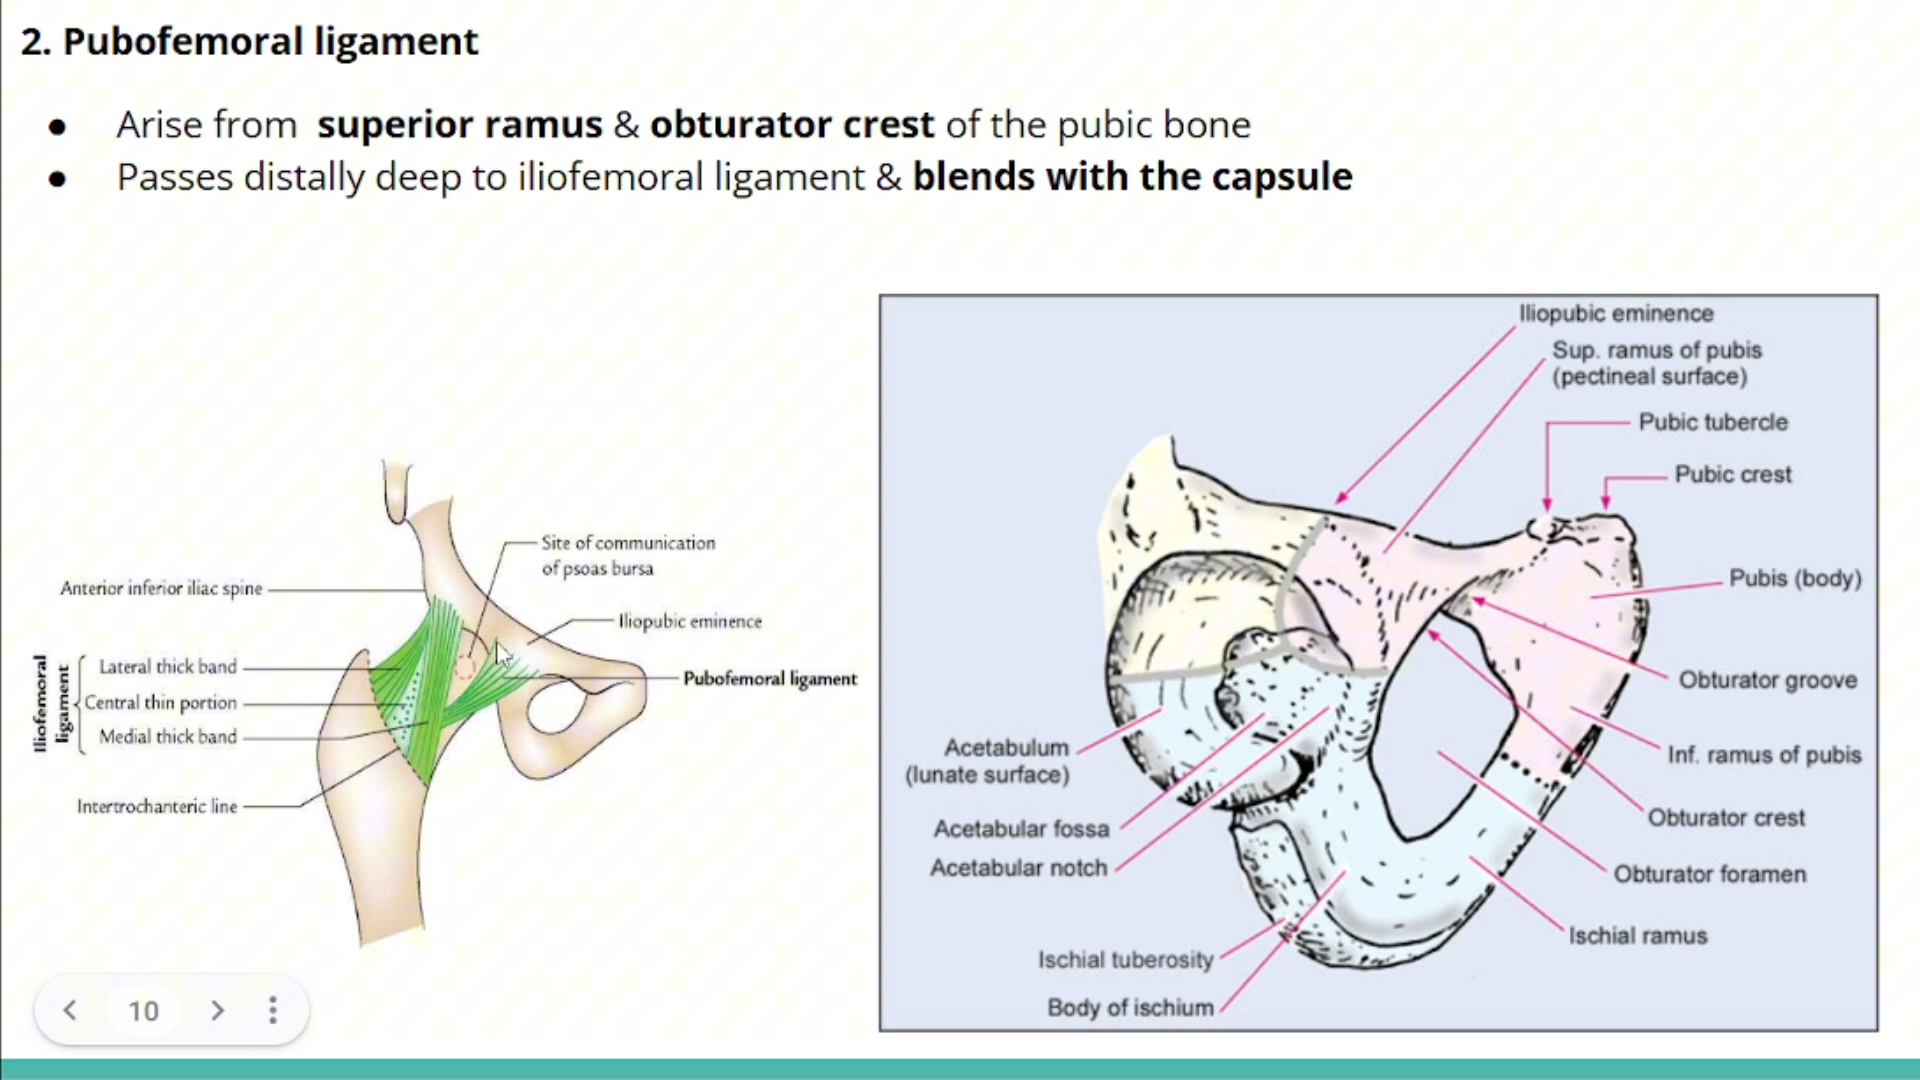 2. Pubofemoral ligament
● Arise from superior ramus & obturator crest of the pubic bone
● Passes distally deep to iliofemoral ligament & blends with the capsule
Site of communication
of psoas bursa
Anterior inferior iliac spine
Iliopubic eminence
Iliofemoral
ligament
Lateral thick band
Central thin portion
Medial thick band
Pubofemoral ligament
Intertrochanteric line
Iliopubic eminence
Sup. ramus of pubis
(pectineal surface)
Pubic tubercle
Pubic crest
Pubis (body)
Obturator groove
Inf. ramus of pubis
Obturator crest
Obturator foramen
Ischial ramus
Acetabulum
(lunate surface)
Acetabular fossa
Acetabular notch
Ischial tuberosity
Body of ischium
10